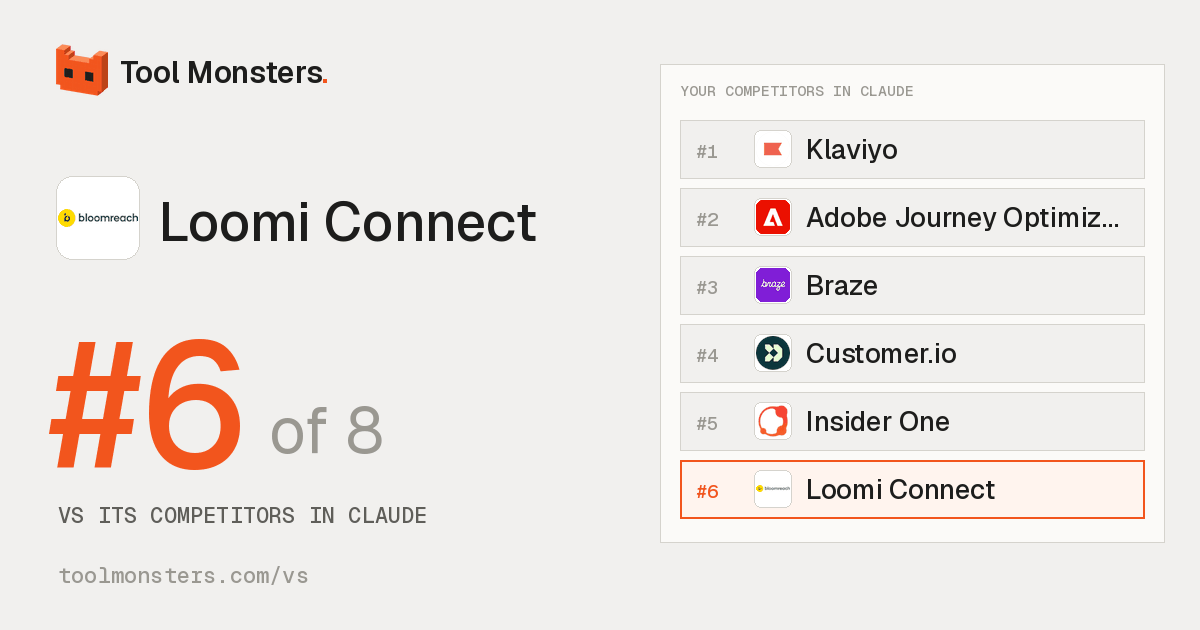 Tool Monsters.
bloomreach
Loomi Connect
#6 of 8
VS ITS COMPETITORS IN CLAUDE
toolmonsters.com/vs
YOUR COMPETITORS IN CLAUDE
#1 Klaviyo
#2 Adobe Journey Optimiz...
#3 braze Braze
#4 Customer.io
#5 Insider One
#6 bloomreach Loomi Connect